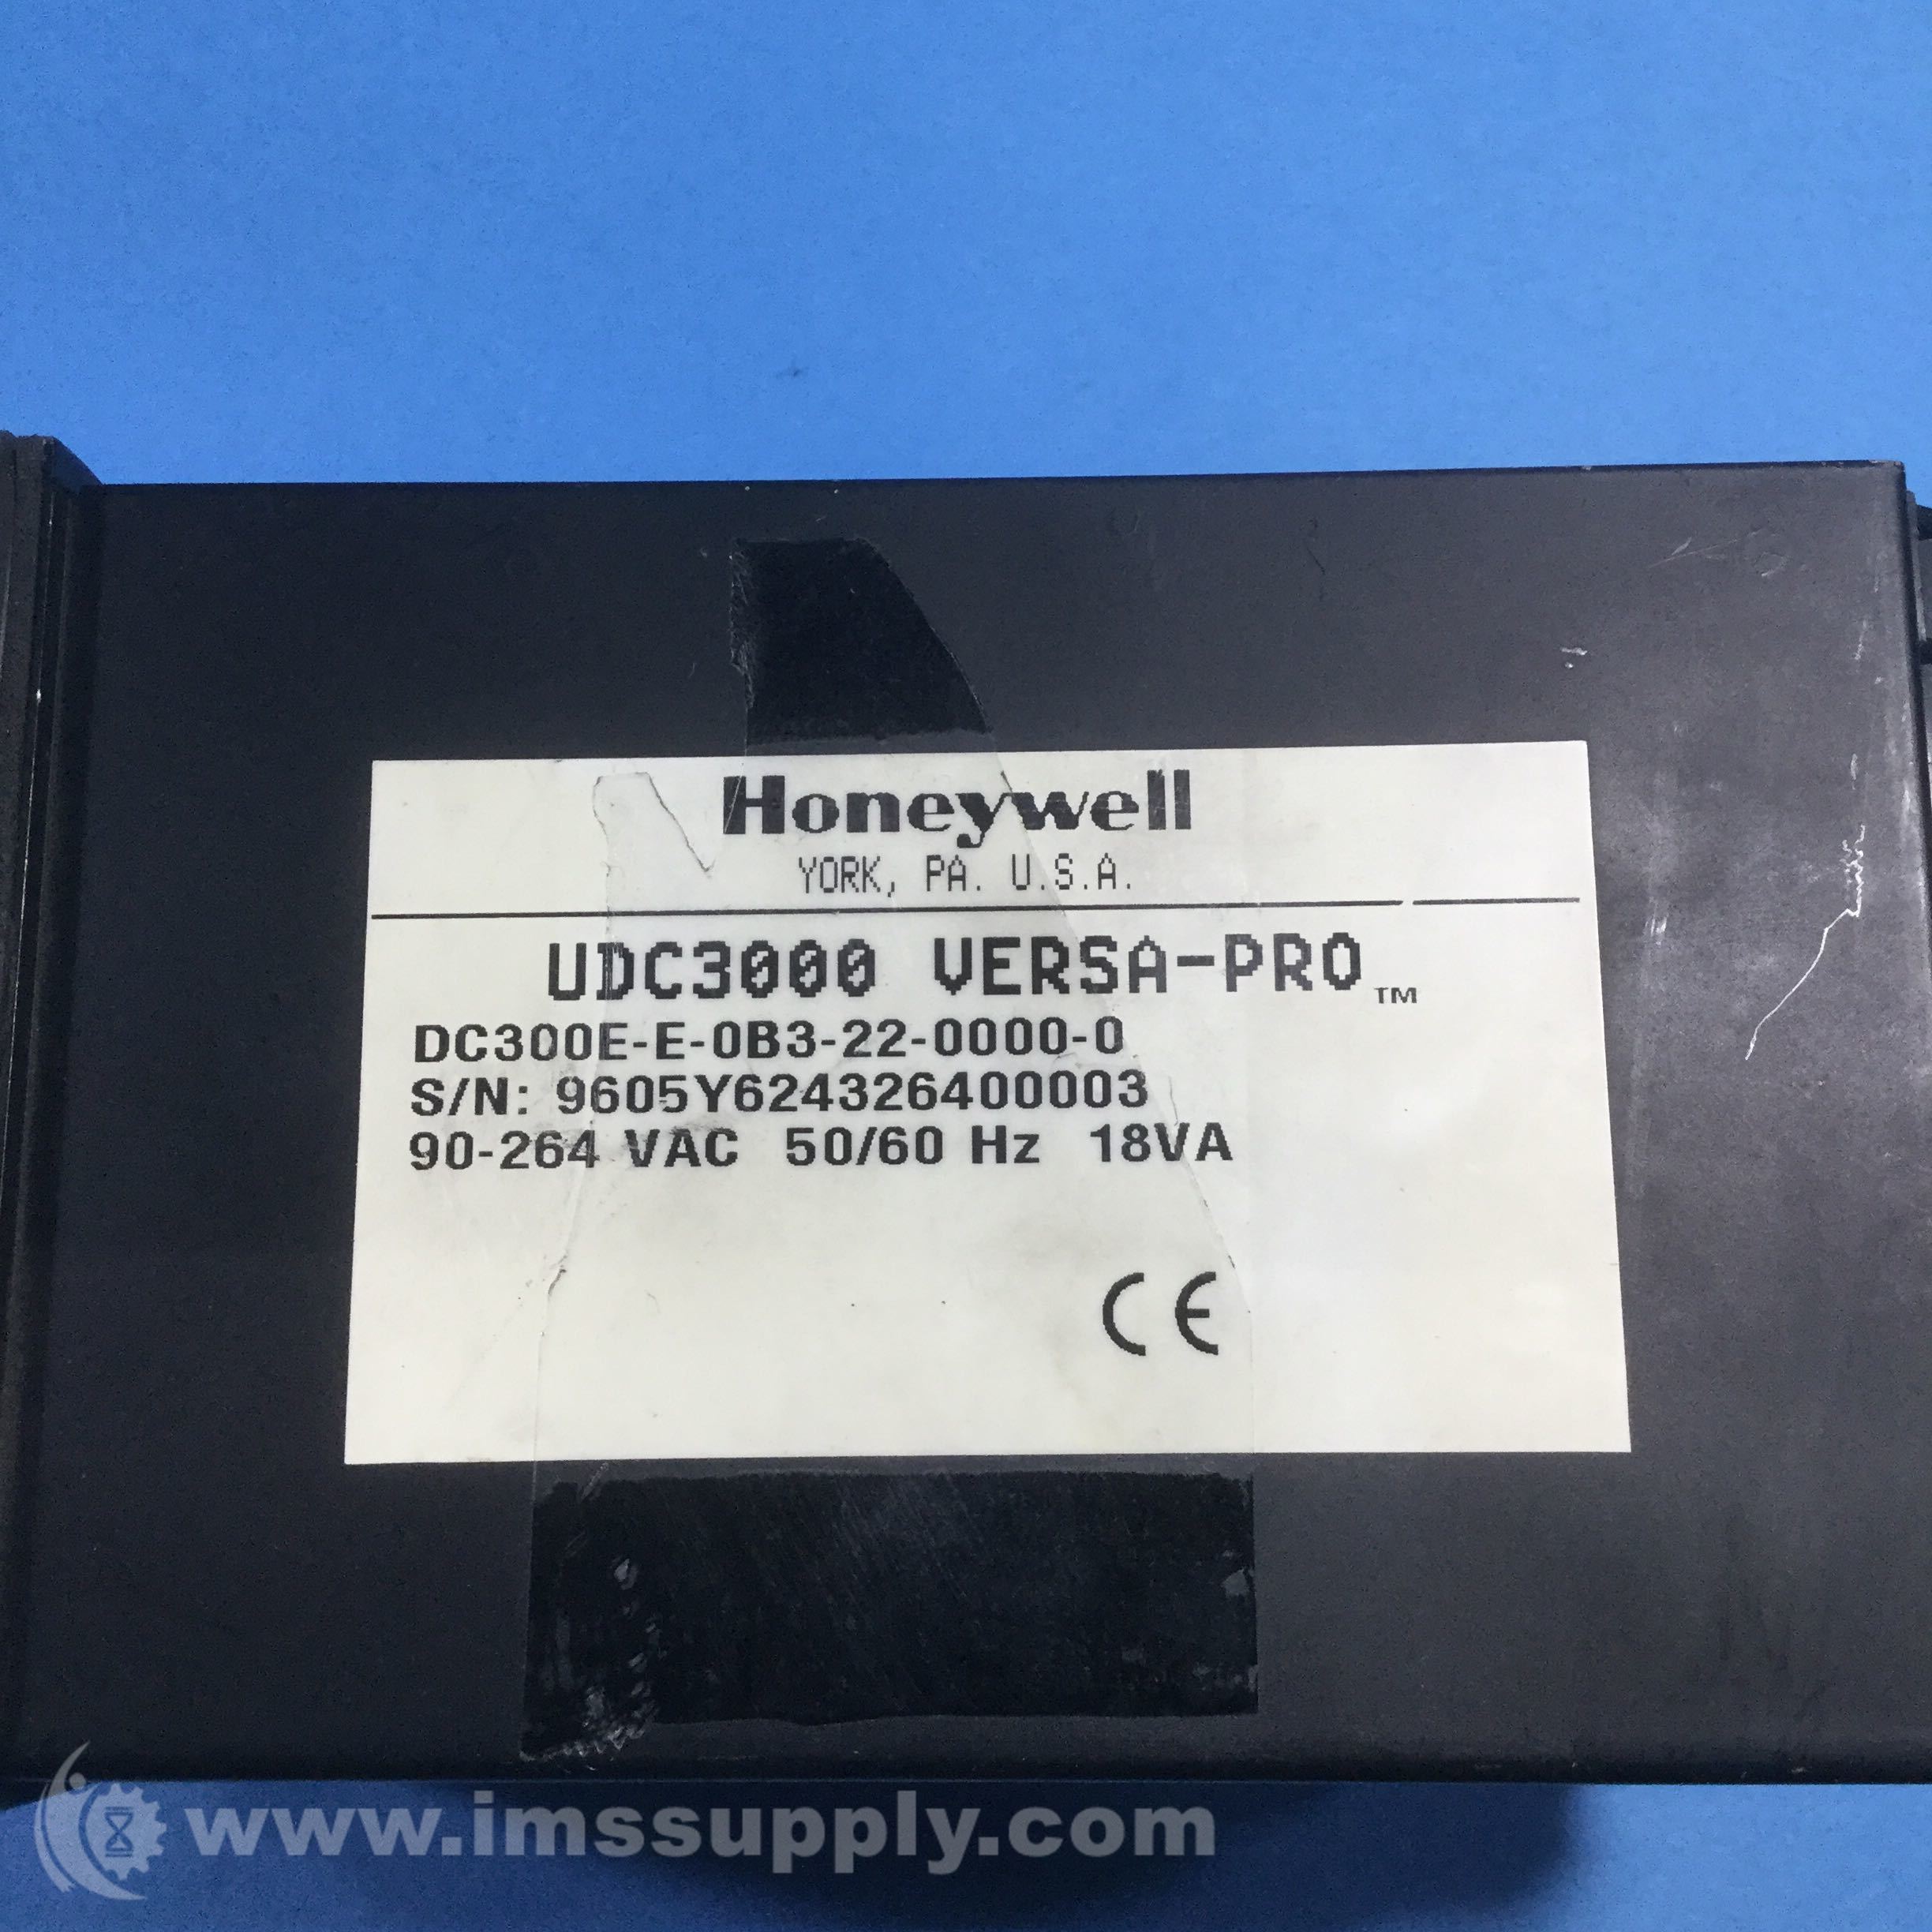 Honeywell
YORK, PA. U.S.A.
UDC3000 VERSA-PRO™
DC300E-E-0B3-22-0000-0
S/N: 9605Y624326400003
90-264 VAC 50/60 Hz 18VA
CE
www.imssupply.com